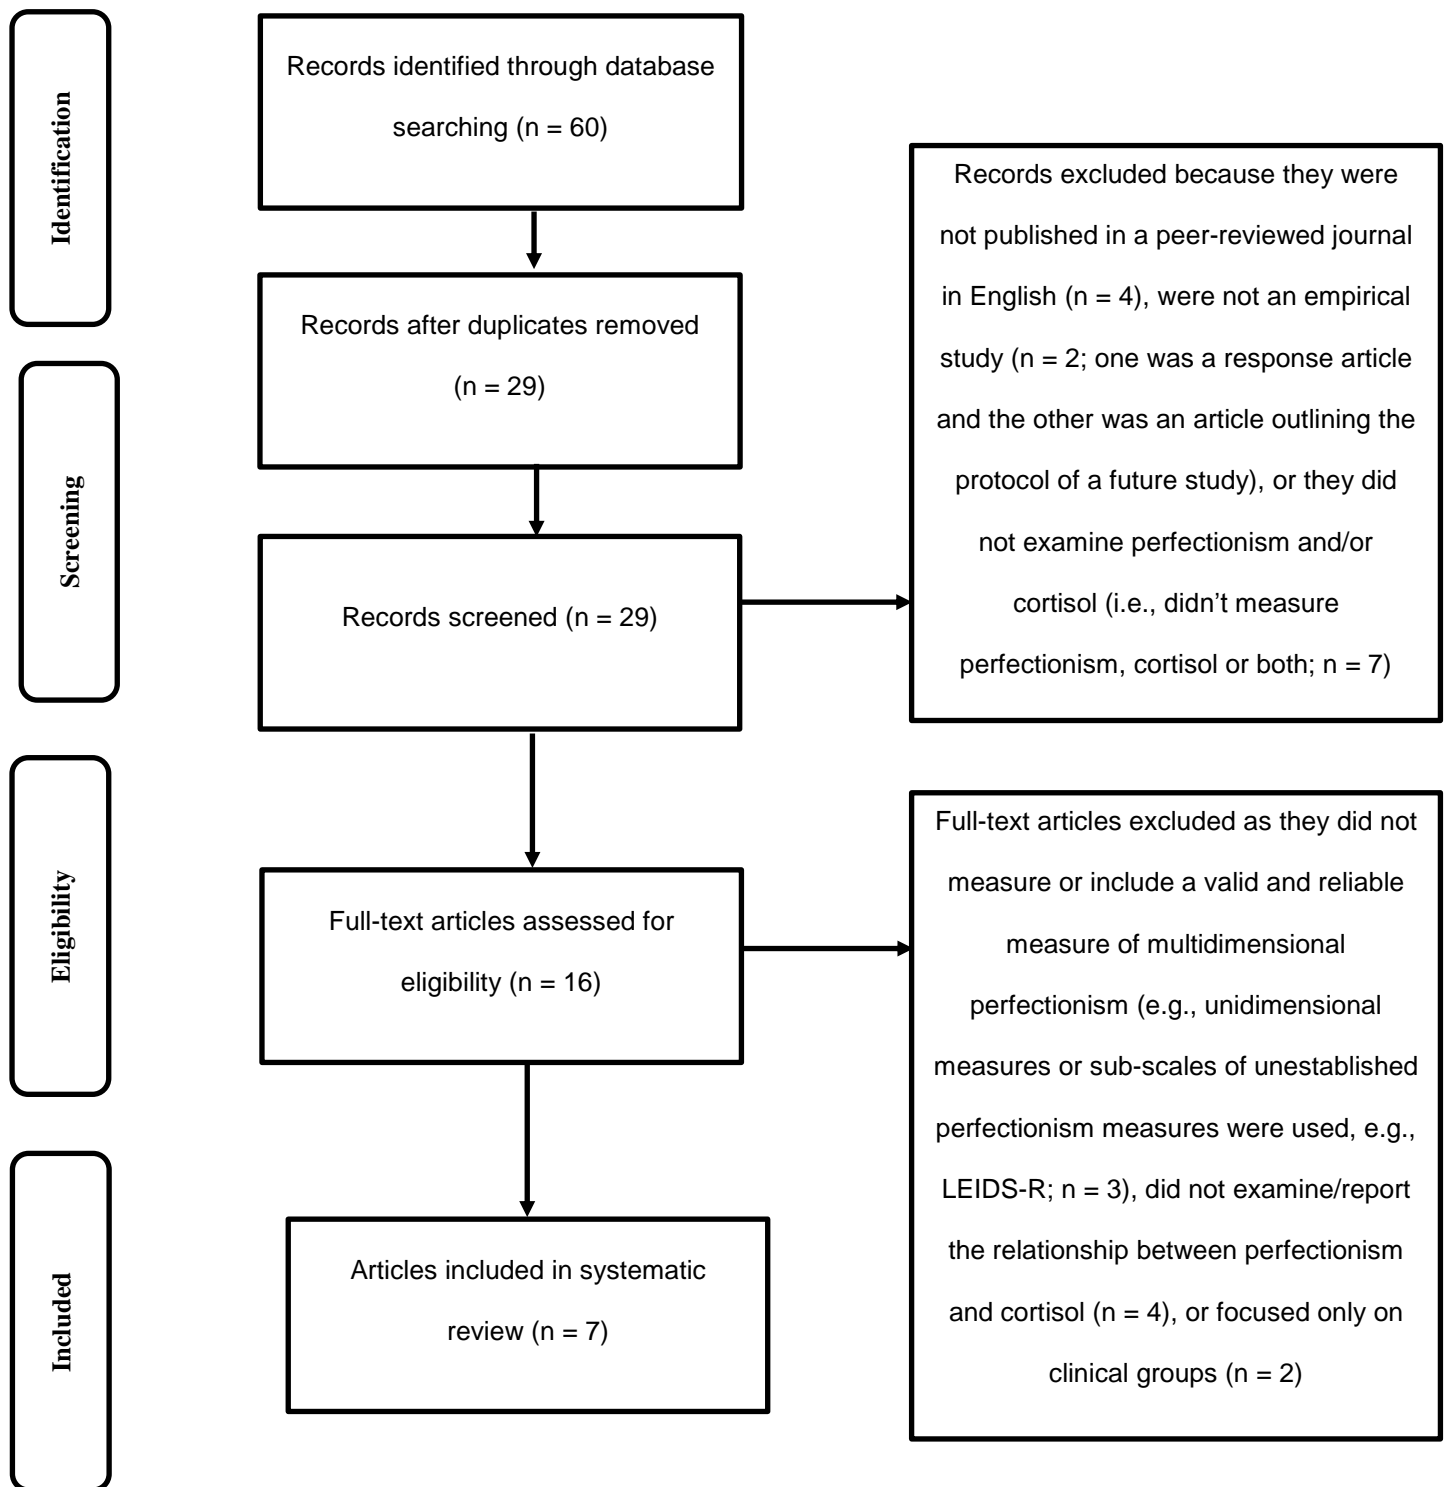 Identification
Records identified through database
searching (n = 60)
Records after duplicates removed
(n = 29)
Screening
Records screened (n = 29)
Records excluded because they were
not published in a peer-reviewed journal
in English (n = 4), were not an empirical
study (n = 2; one was a response article
and the other was an article outlining the
protocol of a future study), or they did
not examine perfectionism and/or
cortisol (i.e., didn’t measure
perfectionism, cortisol or both; n = 7)
Eligibility
Full-text articles assessed for
eligibility (n = 16)
Full-text articles excluded as they did not
measure or include a valid and reliable
measure of multidimensional
perfectionism (e.g., unidimensional
measures or sub-scales of unestablished
perfectionism measures were used, e.g.,
LEIDS-R; n = 3), did not examine/report
the relationship between perfectionism
and cortisol (n = 4), or focused only on
clinical groups (n = 2)
Included
Articles included in systematic
review (n = 7)